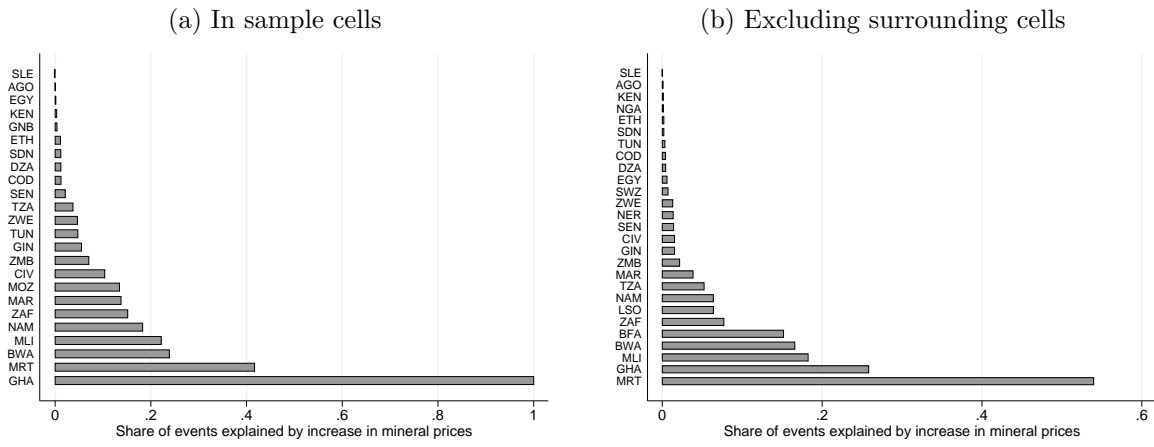 (a) In sample cells
SLE
AGO
EGY
KEN
GNB
ETH
SDN
DZA
COD
SEN
TZA
ZWE
TUN
GIN
ZMB
CIV
MOZ
MAR
ZAF
NAM
MLI
BWA
MRT
GHA
0 .2 .4 .6 .8 1
Share of events explained by increase in mineral prices
(b) Excluding surrounding cells
SLE
AGO
KEN
NGA
ETH
SDN
TUN
COD
DZA
EGY
SWZ
ZWE
NER
SEN
CIV
GIN
ZMB
MAR
TZA
NAM
LSO
ZAF
BFA
BWA
MLI
GHA
MRT
0 .2 .4 .6
Share of events explained by increase in mineral prices